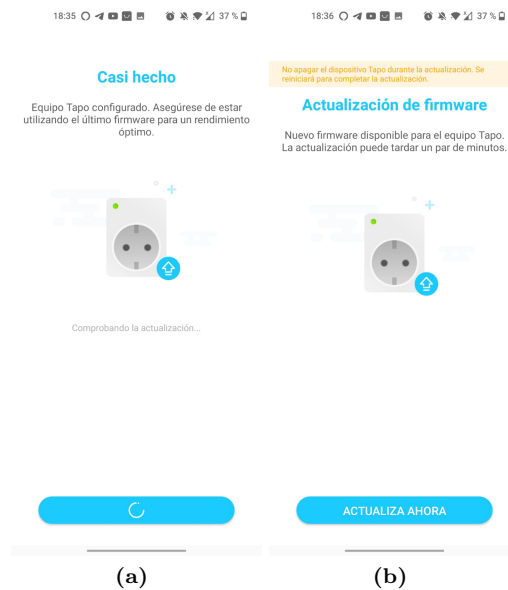 18:35
37 %
Casi hecho
Equipo Tapo configurado. Asegúrese de estar
utilizando el último firmware para un rendimiento
óptimo.
Comprobando la actualización...
(a)
18:36
37 %
No apagar el dispositivo Tapo durante la actualización. Se
reiniciará para completar la actualización.
Actualización de firmware
Nuevo firmware disponible para el equipo Tapo.
La actualización puede tardar un par de minutos.
ACTUALIZA AHORA
(b)